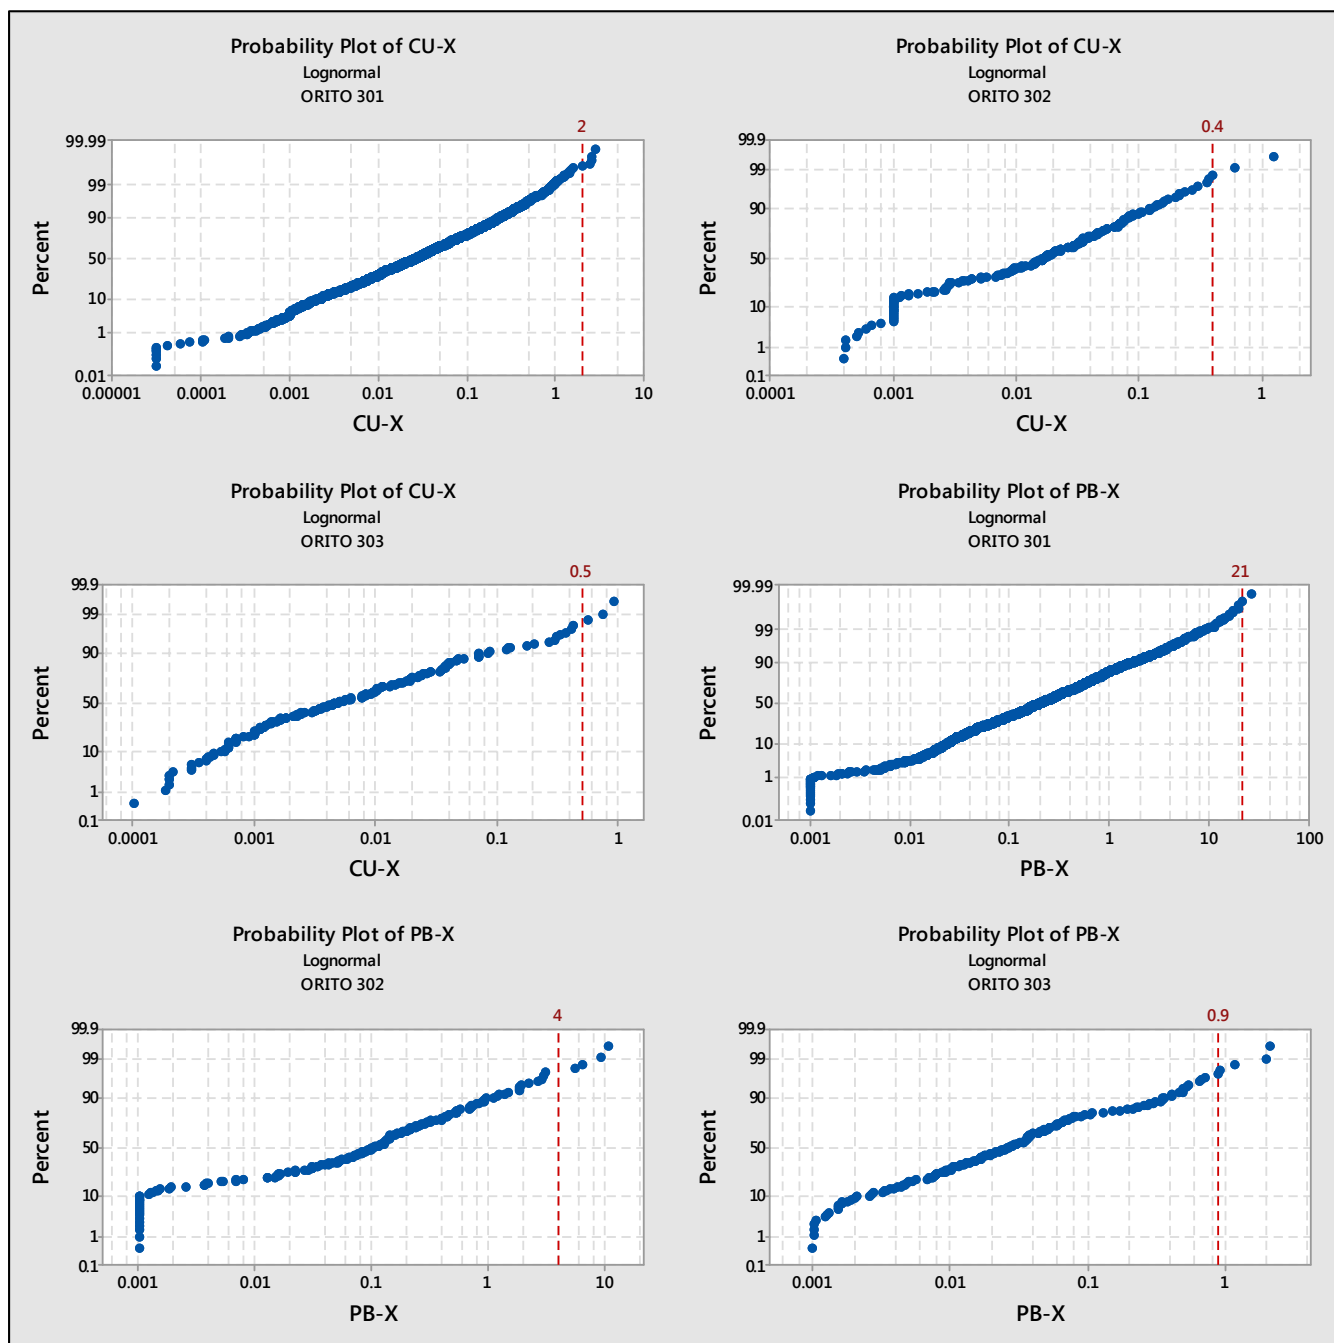 Probability Plot of CU-X
Lognormal
ORITO 301
2
99.99
99
90
50
10
1
0.01
Percent
0.00001 0.0001 0.001 0.01 0.1 1 10
CU-X
Probability Plot of CU-X
Lognormal
ORITO 302
0.4
99.9
99
90
50
10
1
0.1
Percent
0.0001 0.001 0.01 0.1 1
CU-X
Probability Plot of CU-X
Lognormal
ORITO 303
0.5
99.9
99
90
50
10
1
0.1
Percent
0.0001 0.001 0.01 0.1 1
CU-X
Probability Plot of PB-X
Lognormal
ORITO 301
21
99.99
99
90
50
10
1
0.01
Percent
0.001 0.01 0.1 1 10 100
PB-X
Probability Plot of PB-X
Lognormal
ORITO 302
4
99.9
99
90
50
10
1
0.1
Percent
0.001 0.01 0.1 1 10
PB-X
Probability Plot of PB-X
Lognormal
ORITO 303
0.9
99.9
99
90
50
10
1
0.1
Percent
0.001 0.01 0.1 1
PB-X